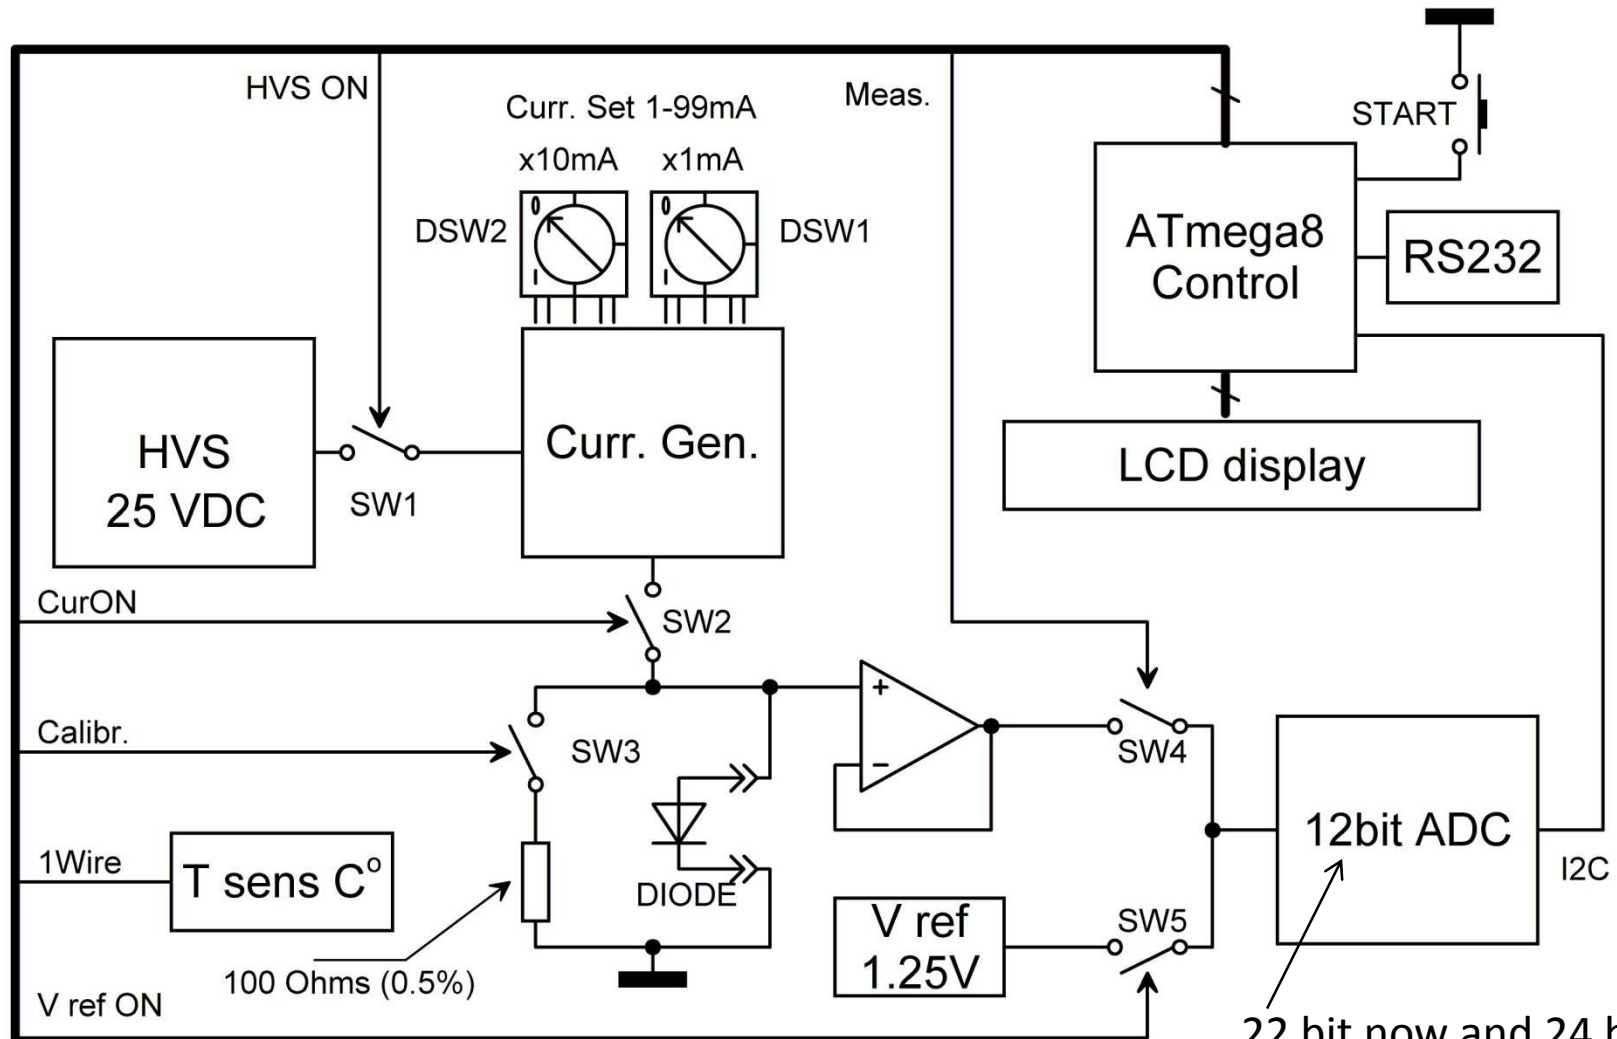 HVS ON
Curr. Set 1-99mA
x10mA
x1mA
Meas.
START
DSW2
0
I
0
I
DSW1
ATmega8
Control
RS232
HVS
25 VDC
SW1
Curr. Gen.
LCD display
CurON
SW2
Calibr.
SW3
+
−
SW4
12bit ADC
I2C
1Wire
T sens C°
DIODE
V ref
1.25V
SW5
100 Ohms (0.5%)
V ref ON
22 bit now and 24